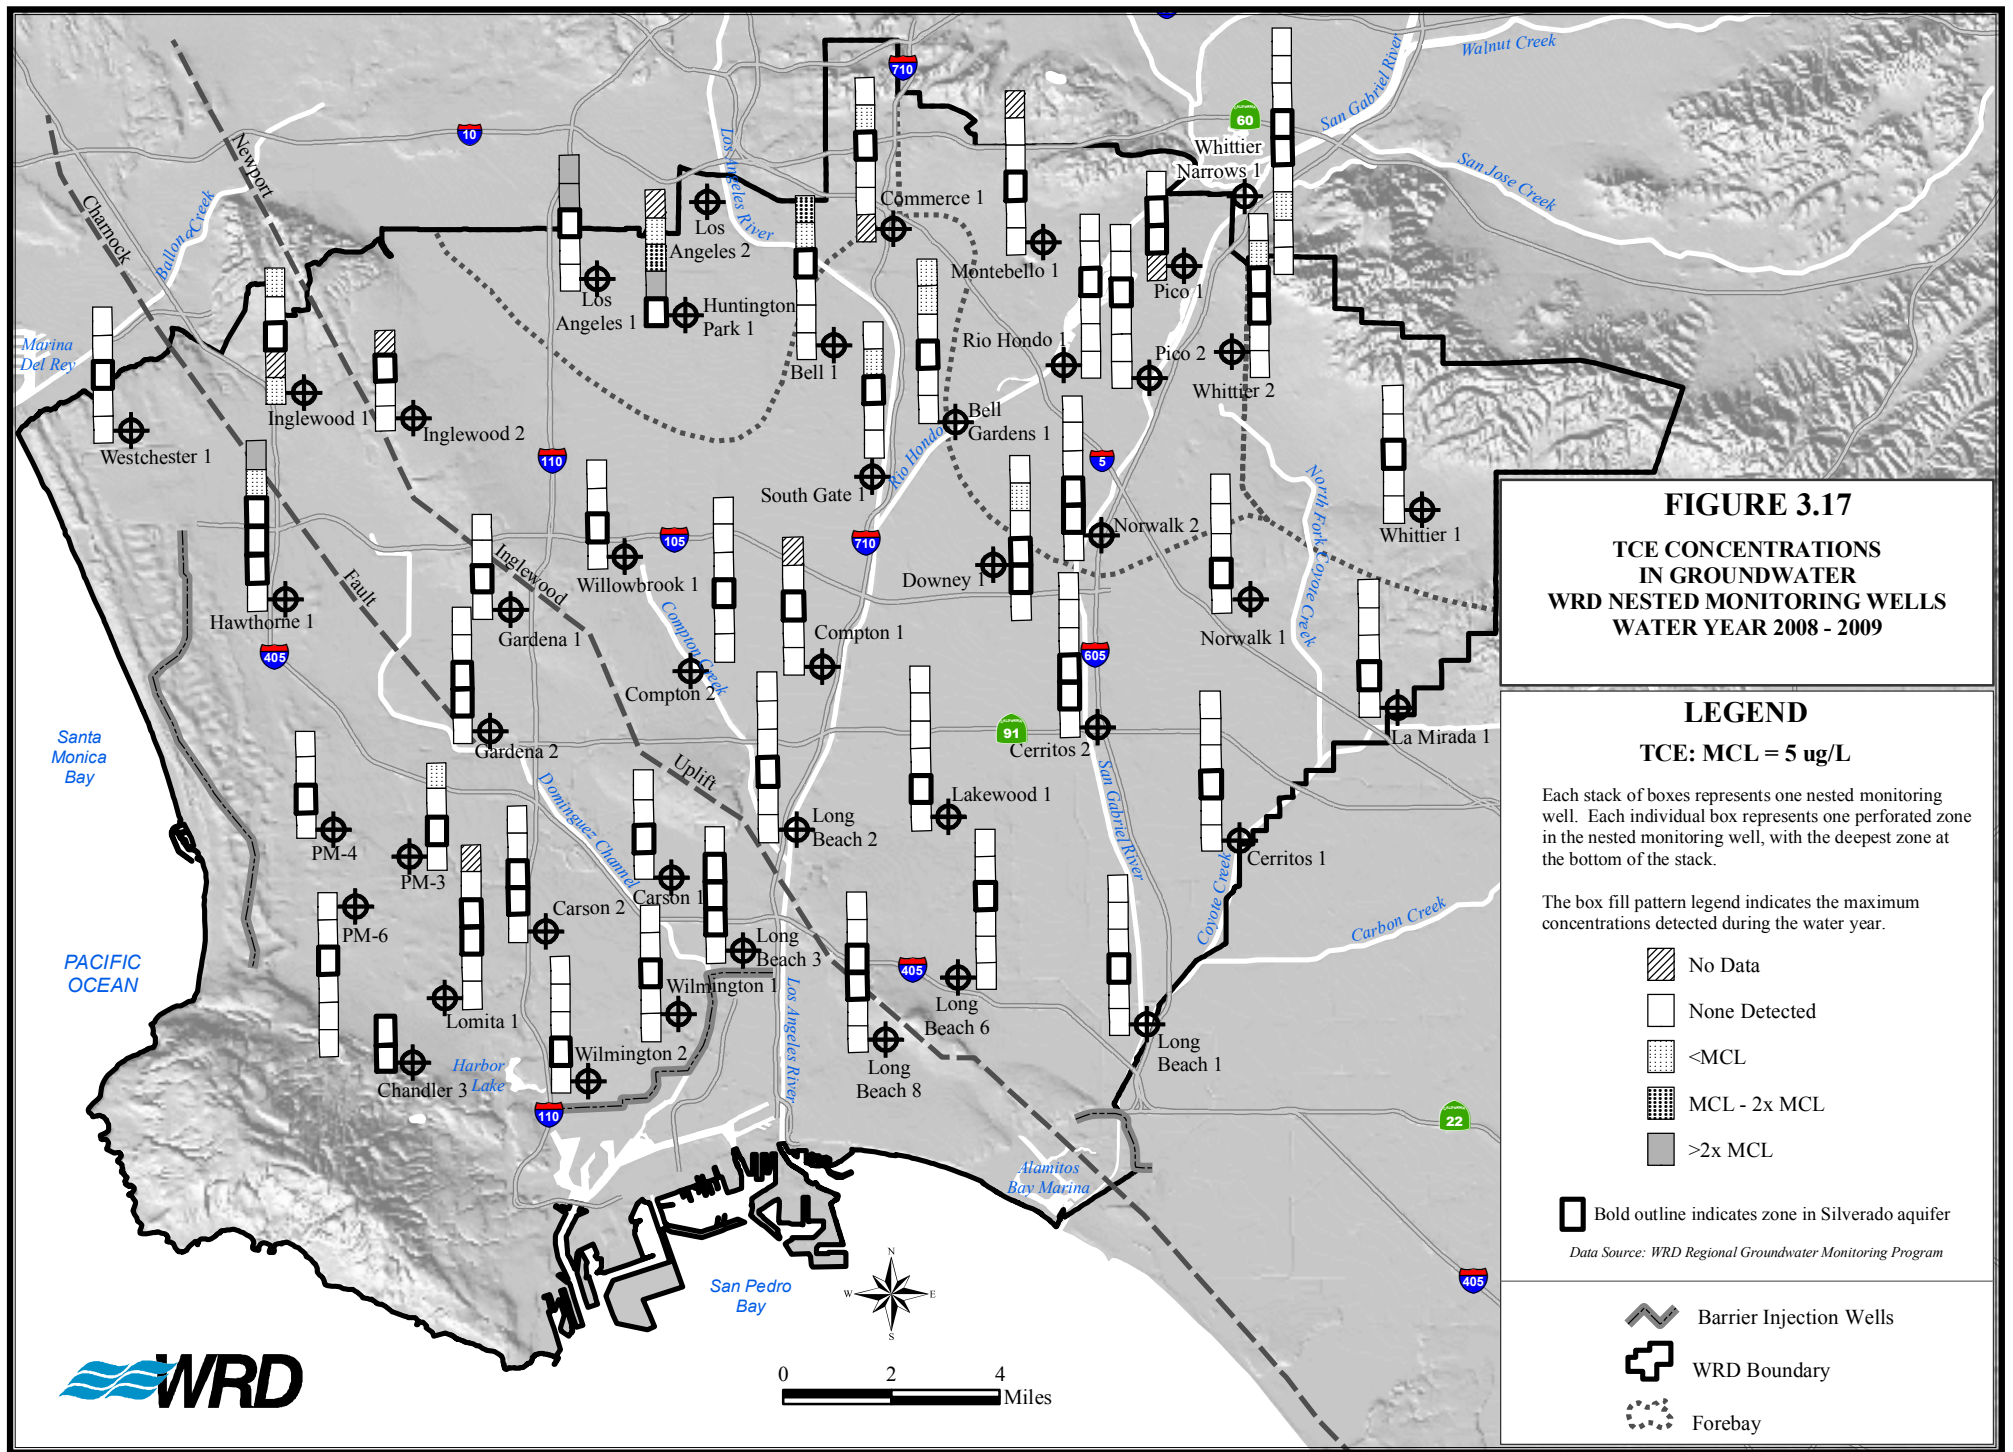 710
Walnut Creek
San Gabriel River
60
10
Los Angeles River
Whittier
Narrows 1
San Jose Creek
Newport
Charnock
Ballona Creek
Commerce 1
Los
Angeles 2
Montebello 1
Pico 1
Los
Angeles 1
Huntington
Park 1
Marina
Del Rey
Bell 1
Rio Hondo 1
Pico 2
Whittier 2
Inglewood 1
Inglewood 2
Westchester 1
Bell
Gardens 1
110
5
Rio Hondo
South Gate 1
North Fork Coyote Creek
Whittier 1
Norwalk 2
105
710
Inglewood
Willowbrook 1
Downey 1
Fault
Hawthorne 1
Gardena 1
Compton Creek
Compton 1
Norwalk 1
405
605
Compton 2
Gardena 2
91
Cerritos 2
La Mirada 1
Santa
Monica
Bay
Uplift
Dominguez Channel
San Gabriel River
Lakewood 1
Long
Beach 2
PM-4
PM-3
Cerritos 1
Carson 1
Carson 2
Coyote Creek
Carbon Creek
PM-6
Long
Beach 3
PACIFIC
OCEAN
405
Wilmington 1
Los Angeles River
Lomita 1
Long
Beach 6
Wilmington 2
Harbor
Lake
Chandler 3
Long
Beach 8
Long
Beach 1
110
22
Alamitos
Bay Marina
San Pedro
Bay
405
N
W
E
S
0
2
4
Miles
WRD
FIGURE 3.17
TCE CONCENTRATIONS
IN GROUNDWATER
WRD NESTED MONITORING WELLS
WATER YEAR 2008 - 2009
LEGEND
TCE: MCL = 5 ug/L
Each stack of boxes represents one nested monitoring
well. Each individual box represents one perforated zone
in the nested monitoring well, with the deepest zone at
the bottom of the stack.
The box fill pattern legend indicates the maximum
concentrations detected during the water year.
No Data
None Detected
<MCL
MCL - 2x MCL
>2x MCL
Bold outline indicates zone in Silverado aquifer
Data Source: WRD Regional Groundwater Monitoring Program
Barrier Injection Wells
WRD Boundary
Forebay